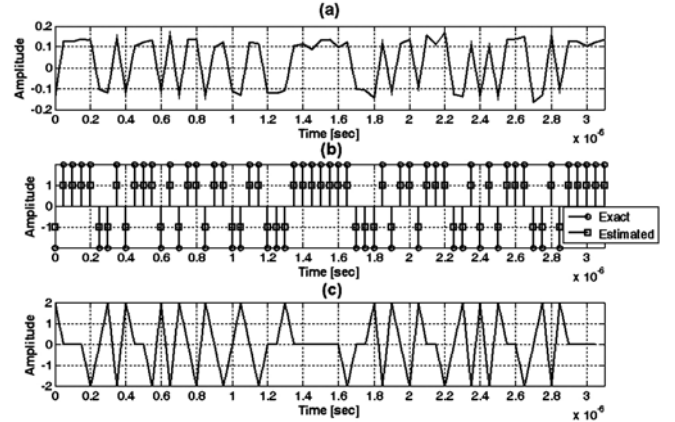 (a)
Amplitude
0.2
0.1
0
-0.1
-0.2
0 0.2 0.4 0.6 0.8 1 1.2 1.4 1.6 1.8 2 2.2 2.4 2.6 2.8 3
Time [sec]
x 10^-6
(b)
Amplitude
1
0
-1
Exact
Estimated
0 0.2 0.4 0.6 0.8 1 1.2 1.4 1.6 1.8 2 2.2 2.4 2.6 2.8 3
Time [sec]
x 10^-6
(c)
Amplitude
2
1
0
-1
-2
0 0.2 0.4 0.6 0.8 1 1.2 1.4 1.6 1.8 2 2.2 2.4 2.6 2.8 3
Time [sec]
x 10^-6